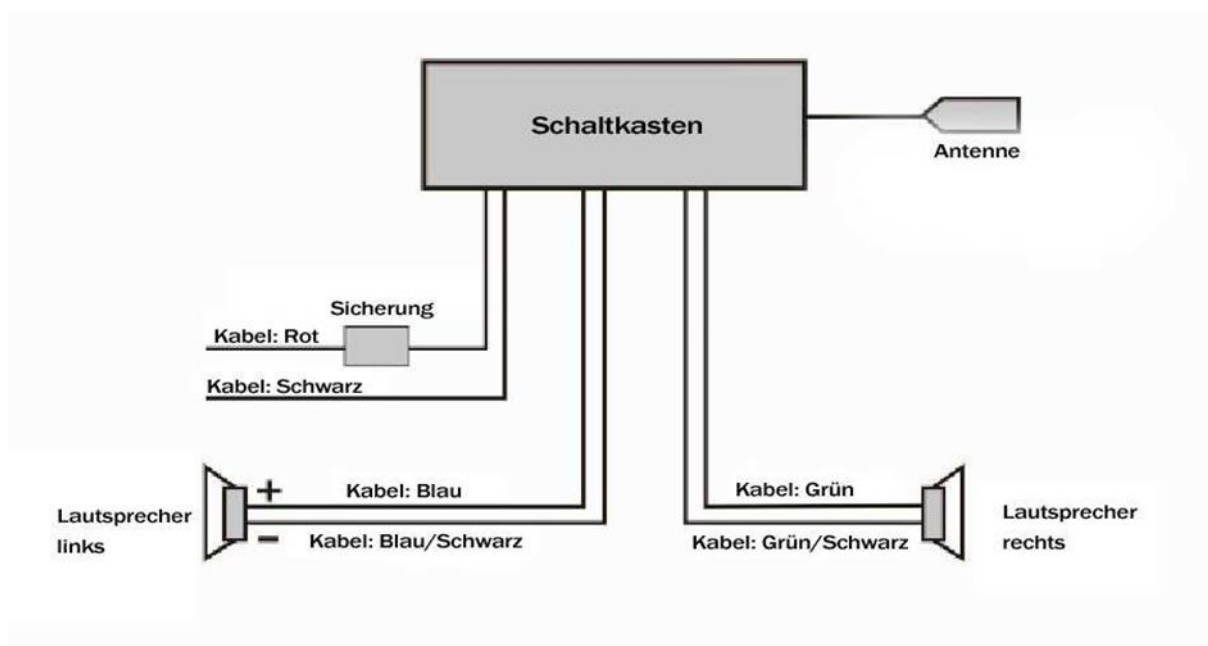 Schaltkasten
Antenne
Sicherung
Kabel: Rot
Kabel: Schwarz
Lautsprecher
links
+
Kabel: Blau
–
Kabel: Blau/Schwarz
Kabel: Grün
Kabel: Grün/Schwarz
Lautsprecher
rechts